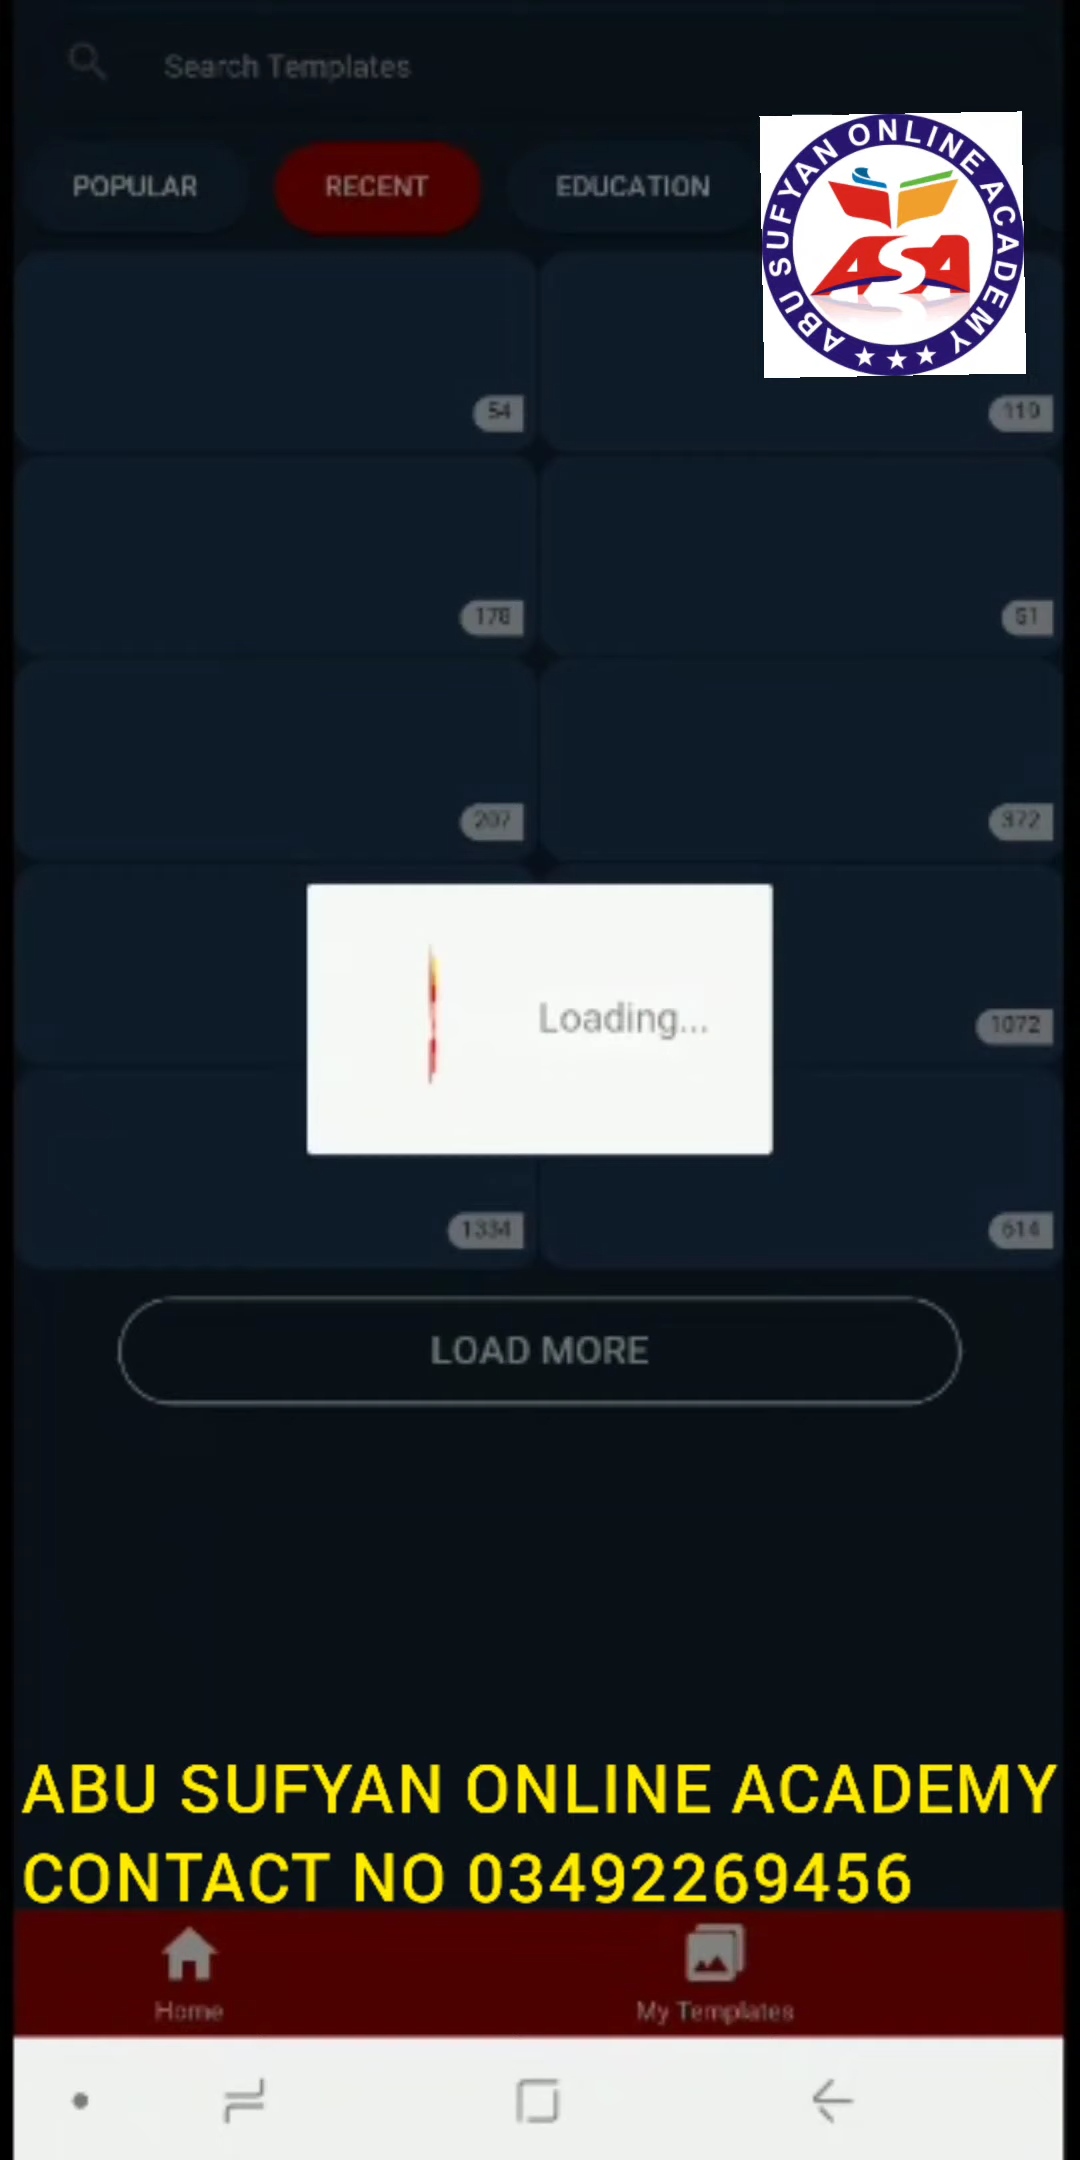 Search Templates
POPULAR
RECENT
EDUCATION
ABU SUFYAN ONLINE ACADEMY
ASA
54
119
178
51
207
372
Loading...
1072
1334
614
LOAD MORE
ABU SUFYAN ONLINE ACADEMY
CONTACT NO 03492269456
Home
My Templates